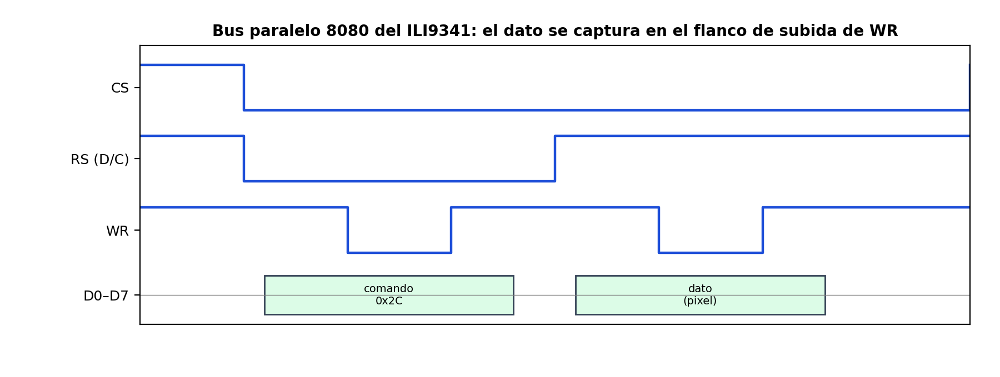 Bus paralelo 8080 del ILI9341: el dato se captura en el flanco de subida de WR
CS
RS (D/C)
WR
D0–D7
comando
0x2C
dato
(pixel)